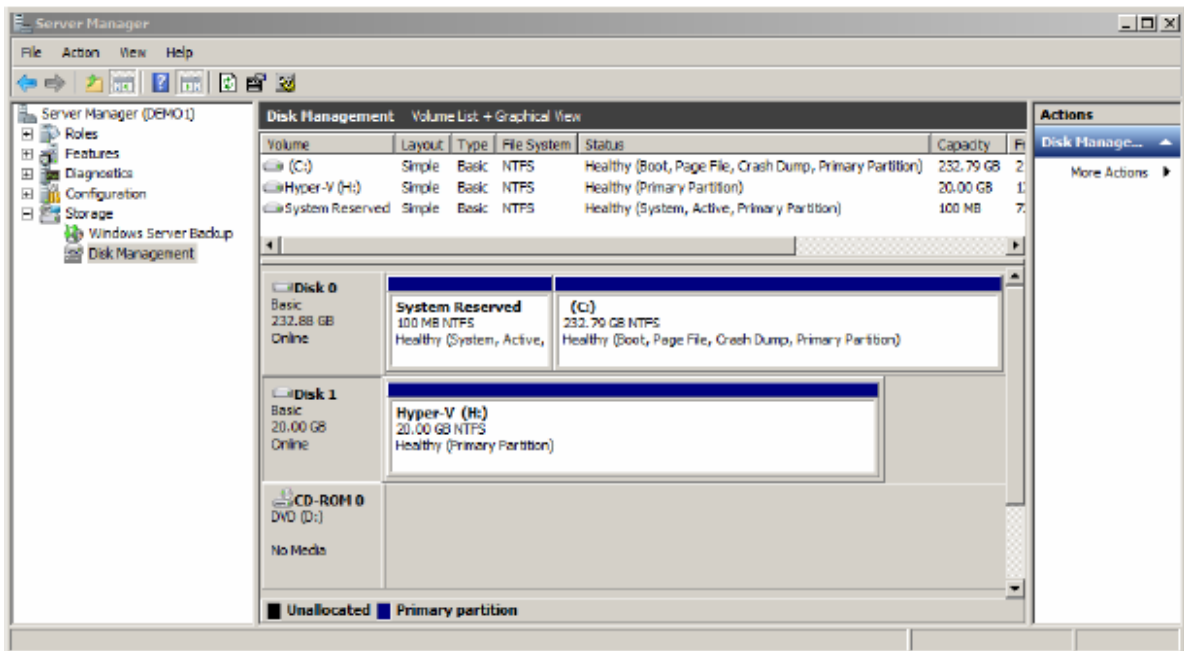 Server Manager
File Action View Help
Server Manager (DEMO1)
Roles
Features
Diagnostics
Configuration
Storage
Windows Server Backup
Disk Management
Disk Management Volume List + Graphical View
Volume Layout Type File System Status Capacity F
(C:) Simple Basic NTFS Healthy (Boot, Page File, Crash Dump, Primary Partition) 232.79 GB 2
Hyper-V (H:) Simple Basic NTFS Healthy (Primary Partition) 20.00 GB 1
System Reserved Simple Basic NTFS Healthy (System, Active, Primary Partition) 100 MB 7
Disk 0
Basic
232.88 GB
Online
System Reserved
100 MB NTFS
Healthy (System, Active,
(C:)
232.79 GB NTFS
Healthy (Boot, Page File, Crash Dump, Primary Partition)
Disk 1
Basic
20.00 GB
Online
Hyper-V (H:)
20.00 GB NTFS
Healthy (Primary Partition)
CD-ROM 0
DVD (D:)
No Media
Unallocated Primary partition
Actions
Disk Manage...
More Actions